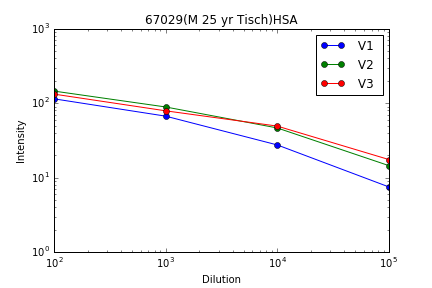 67029(M 25 yr Tisch)HSA
10^3
V1
V2
V3
10^2
Intensity
10^1
10^0
10^2 10^3 10^4 10^5
Dilution